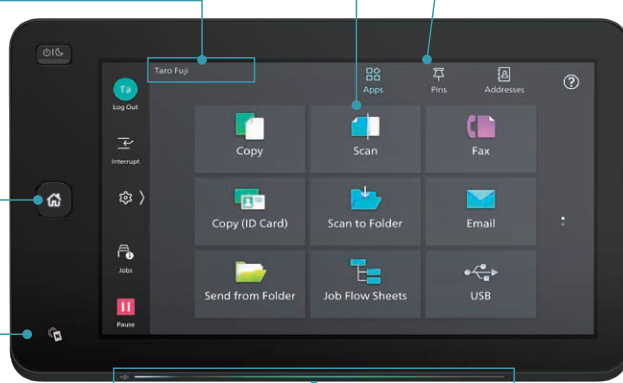 Taro Fuji
Apps
Pins
Addresses
?
Ta
Log Out
Interrupt
Jobs
Pause
Copy
Scan
Fax
Copy (ID Card)
Scan to Folder
Email
Send from Folder
Job Flow Sheets
USB